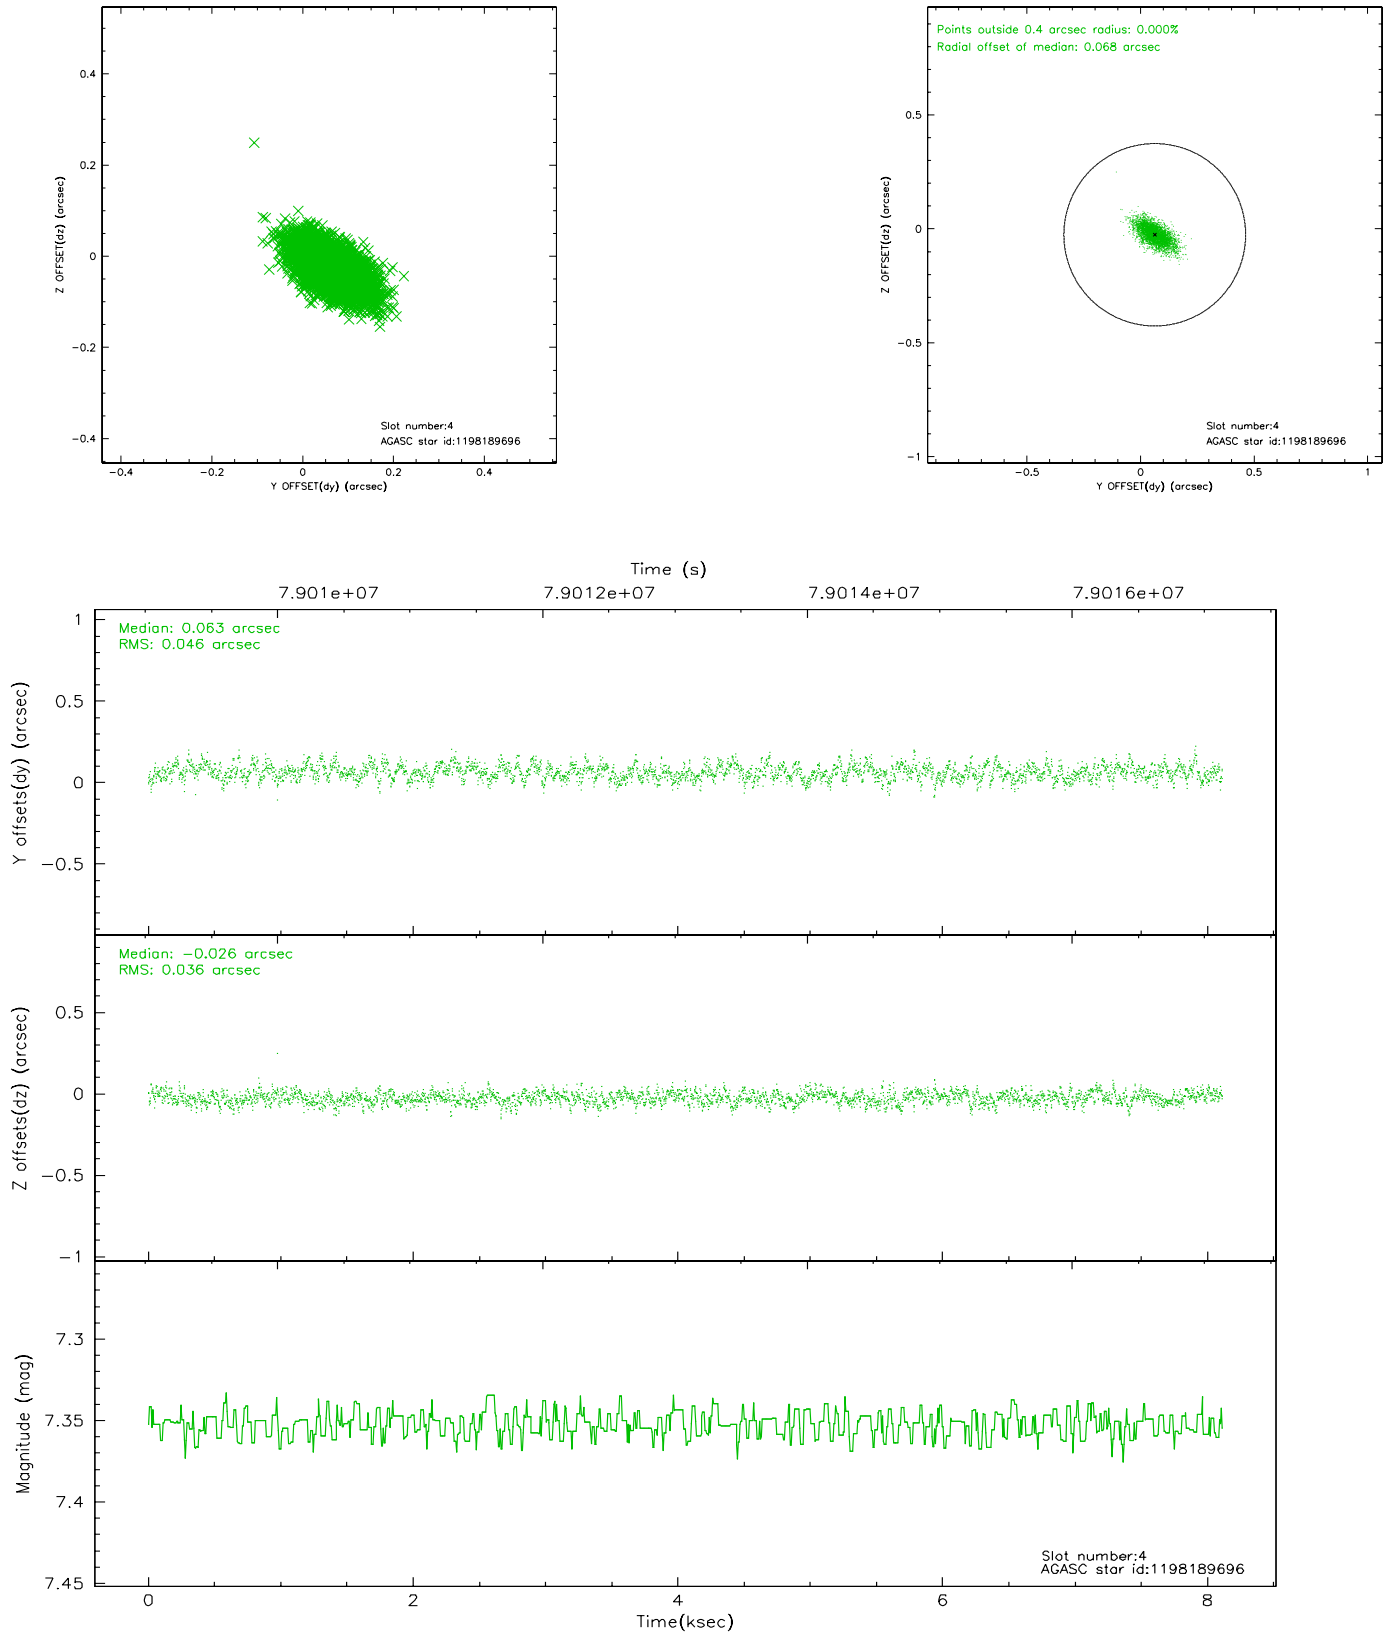 0.4
0.2
0
−0.2
−0.4
Z OFFSET(dz) (arcsec)
Slot number:4
AGASC star id:1198189696
−0.4 −0.2 0 0.2 0.4
Y OFFSET(dy) (arcsec)
Points outside 0.4 arcsec radius: 0.000%
Radial offset of median: 0.068 arcsec
0.5
0
−0.5
−1
Z OFFSET(dz) (arcsec)
Slot number:4
AGASC star id:1198189696
−0.5 0 0.5 1
Y OFFSET(dy) (arcsec)
Time (s)
7.901e+07 7.9012e+07 7.9014e+07 7.9016e+07
Median: 0.063 arcsec
RMS: 0.046 arcsec
1
0.5
0
−0.5
Y offsets(dy) (arcsec)
Median: −0.026 arcsec
RMS: 0.036 arcsec
0.5
0
−0.5
−1
Z offsets(dz) (arcsec)
7.3
7.35
7.4
7.45
Magnitude (mag)
Slot number:4
AGASC star id:1198189696
0 2 4 6 8
Time(ksec)